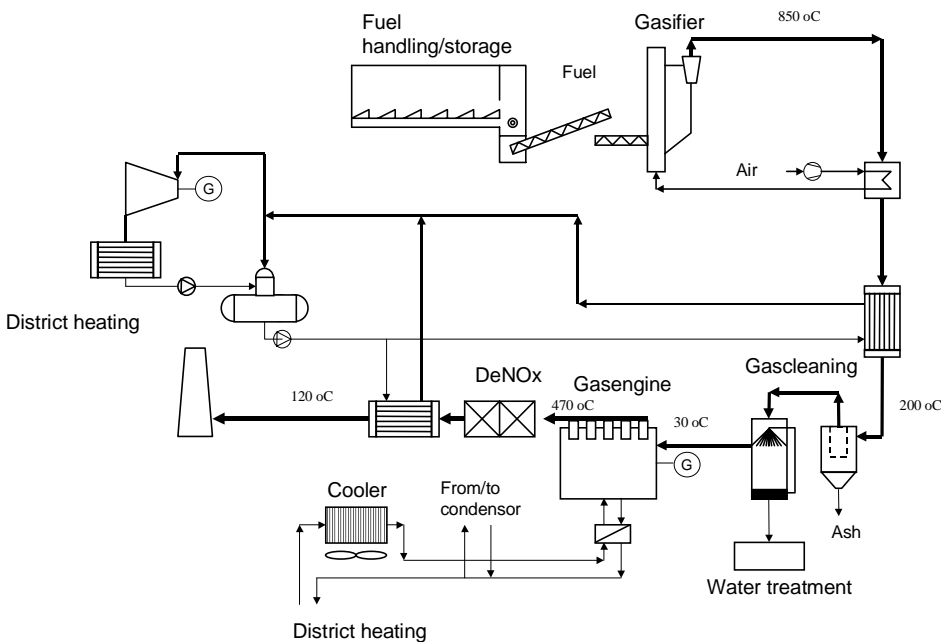 Fuel
handling/storage
Gasifier
850 oC
Fuel
Air
G
District heating
Gascleaning
DeNOx
Gasengine
120 oC
470 oC
30 oC
200 oC
G
Cooler
From/to
condensor
Ash
Water treatment
District heating